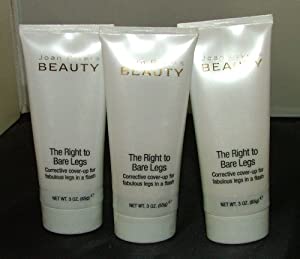 Joan
BEAUTY
The Right to
Bare Legs
Corrective cover-up for
fabulous legs in a flash
NET WT. 3 OZ. (85g) e
BEAUTY
The Right to
Bare Legs
Corrective cover-up for
fabulous legs in a flash
NET WT. 3 OZ. (85g) e
Joan
BEAUTY
The Right to
Bare Legs
Corrective cover-up for
fabulous legs in a flash
NET WT. 3 OZ. (85g) e